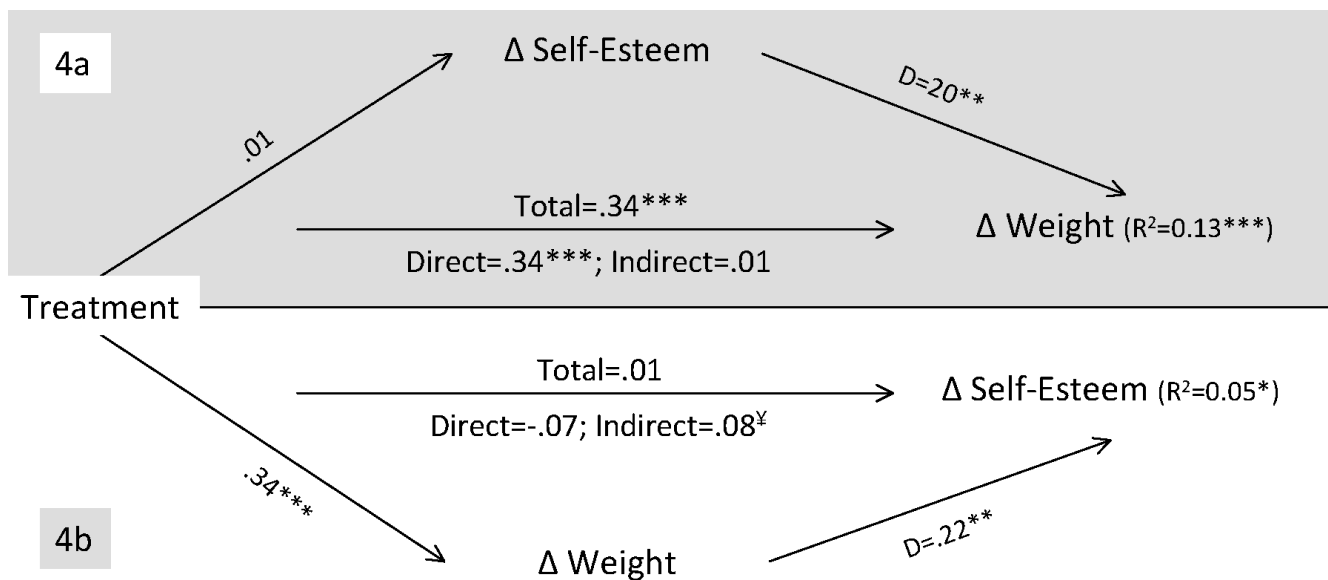 4a
Δ Self-Esteem
D=20**
.01
Total=.34***
Δ Weight (R²=0.13***)
Direct=.34***; Indirect=.01
Treatment
Total=.01
Δ Self-Esteem (R²=0.05*)
Direct=-.07; Indirect=.08¥
.34***
D=.22**
4b
Δ Weight